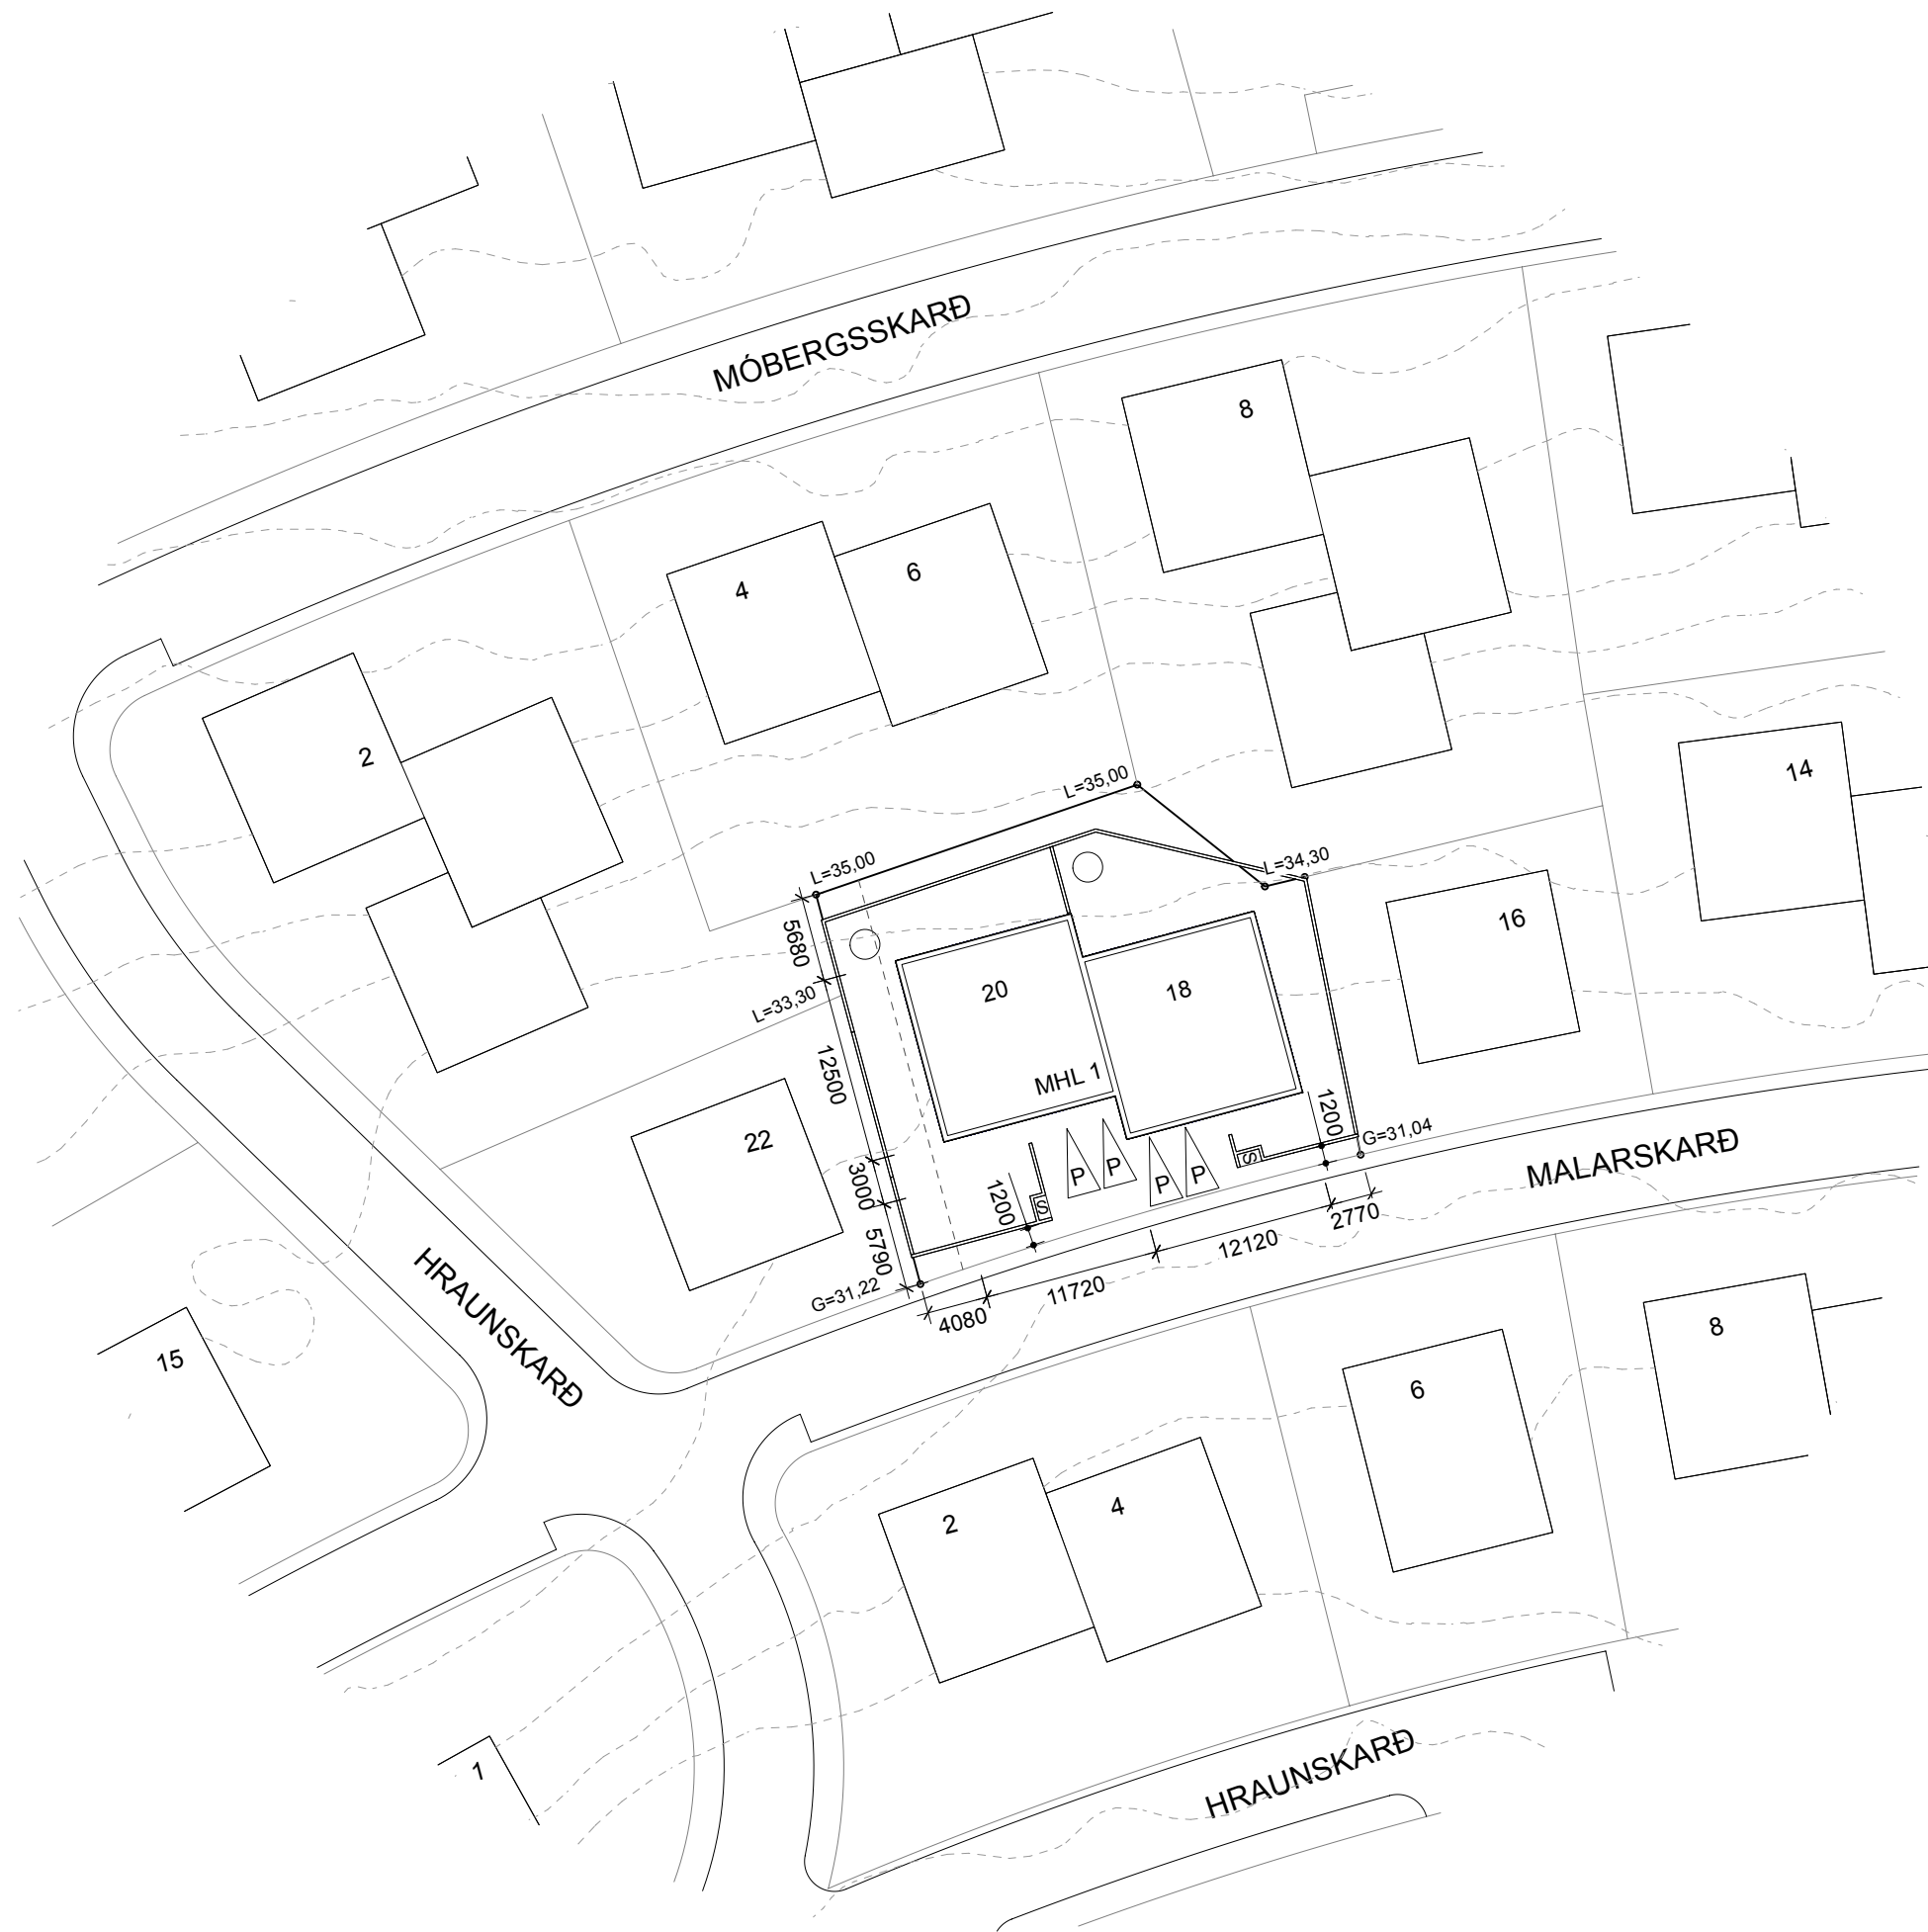 MÓBERGSSKARÐ
8
4
6
2
L=35,00
14
L=35,00
L=34,30
16
5680
20
18
L=33,30
12500
MHL 1
1200
22
G=31,04
MALARSKARÐ
P
P
P
P
S
3000
1200
S
2770
5790
12120
G=31,22
11720
4080
HRAUNSKARÐ
15
8
6
2
4
1
HRAUNSKARÐ